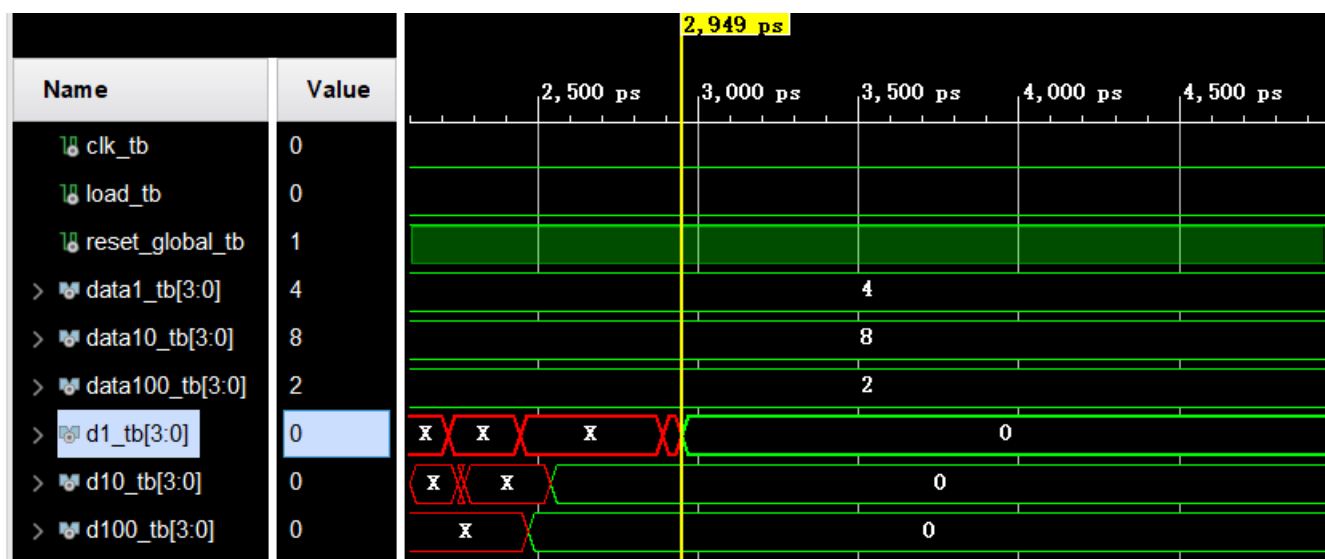 2,949 ps
Name Value 2,500 ps 3,000 ps 3,500 ps 4,000 ps 4,500 ps
clk_tb 0
load_tb 0
reset_global_tb 1
data1_tb[3:0] 4 4
data10_tb[3:0] 8 8
data100_tb[3:0] 2 2
d1_tb[3:0] 0 X X X 0
d10_tb[3:0] 0 X X 0
d100_tb[3:0] 0 X 0